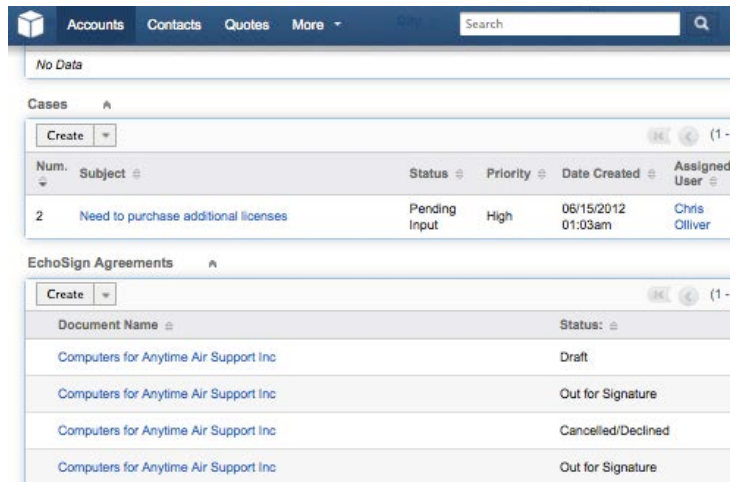 Accounts Contacts Quotes More Search
No Data
Cases
Create (1 -
Num. Subject Status Priority Date Created Assigned User
2 Need to purchase additional licenses Pending Input High 06/15/2012 01:03am Chris Olliver
EchoSign Agreements
Create (1 -
Document Name Status:
Computers for Anytime Air Support Inc Draft
Computers for Anytime Air Support Inc Out for Signature
Computers for Anytime Air Support Inc Cancelled/Declined
Computers for Anytime Air Support Inc Out for Signature